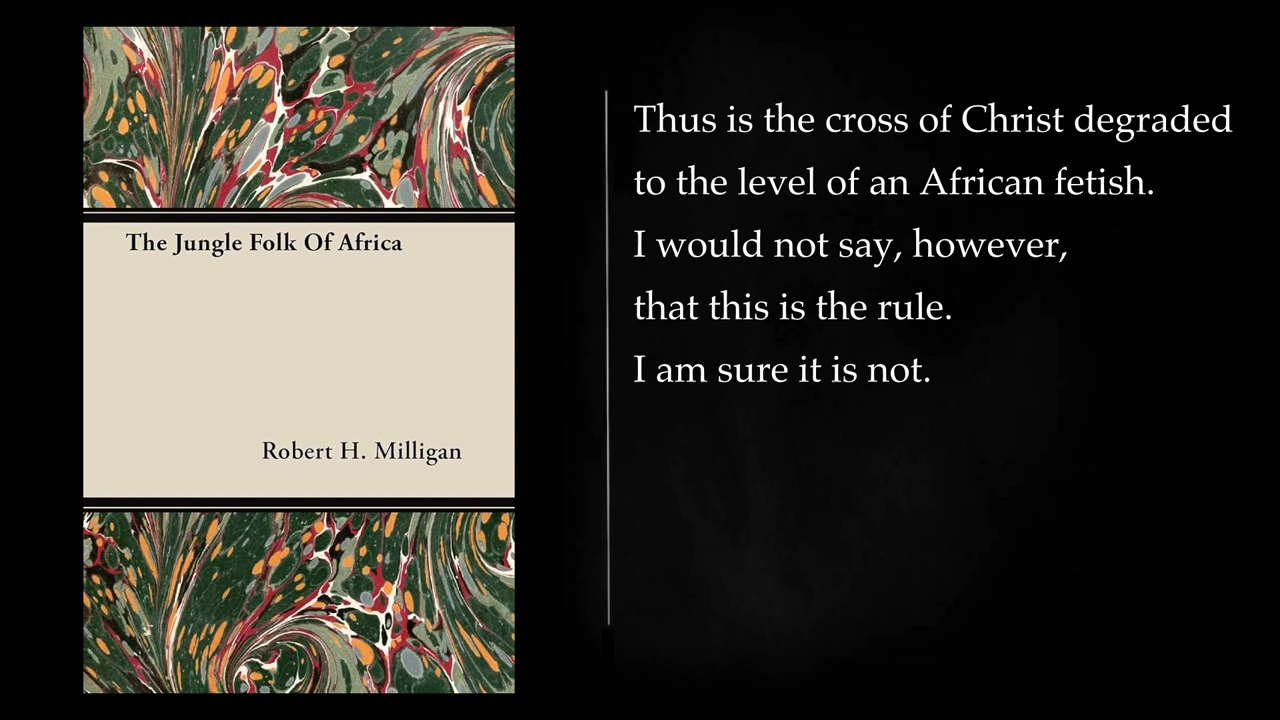 The Jungle Folk Of Africa
Robert H. Milligan
Thus is the cross of Christ degraded
to the level of an African fetish.
I would not say, however,
that this is the rule.
I am sure it is not.